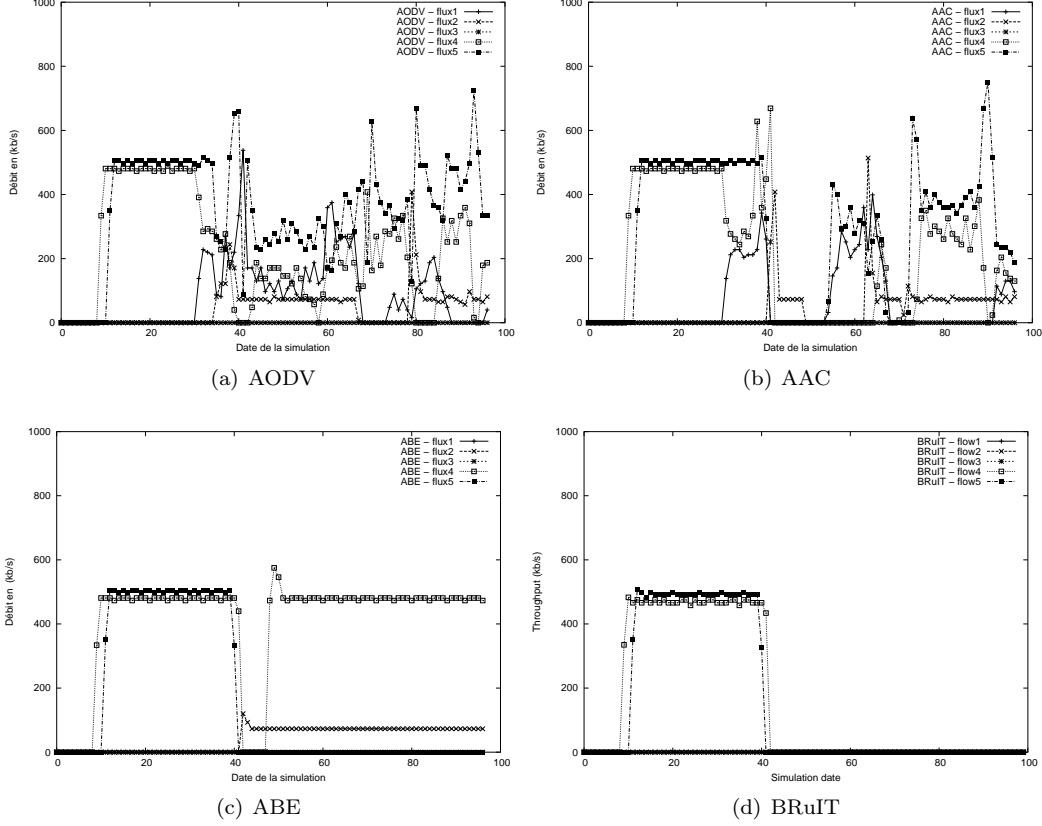 1000
800
600
400
200
0
Débit en (kb/s)
AODV – flux1
AODV – flux2
AODV – flux3
AODV – flux4
AODV – flux5
0 20 40 60 80 100
Date de la simulation
(a) AODV
1000
800
600
400
200
0
Débit en (kb/s)
AAC – flux1
AAC – flux2
AAC – flux3
AAC – flux4
AAC – flux5
0 20 40 60 80 100
Date de la simulation
(b) AAC
1000
800
600
400
200
0
Débit en (kb/s)
ABE – flux1
ABE – flux2
ABE – flux3
ABE – flux4
ABE – flux5
0 20 40 60 80 100
Date de la simulation
(c) ABE
1000
800
600
400
200
0
Throughput (kb/s)
BRuIT – flow1
BRuIT – flow2
BRuIT – flow3
BRuIT – flow4
BRuIT – flow5
0 20 40 60 80 100
Simulation date
(d) BRuIT